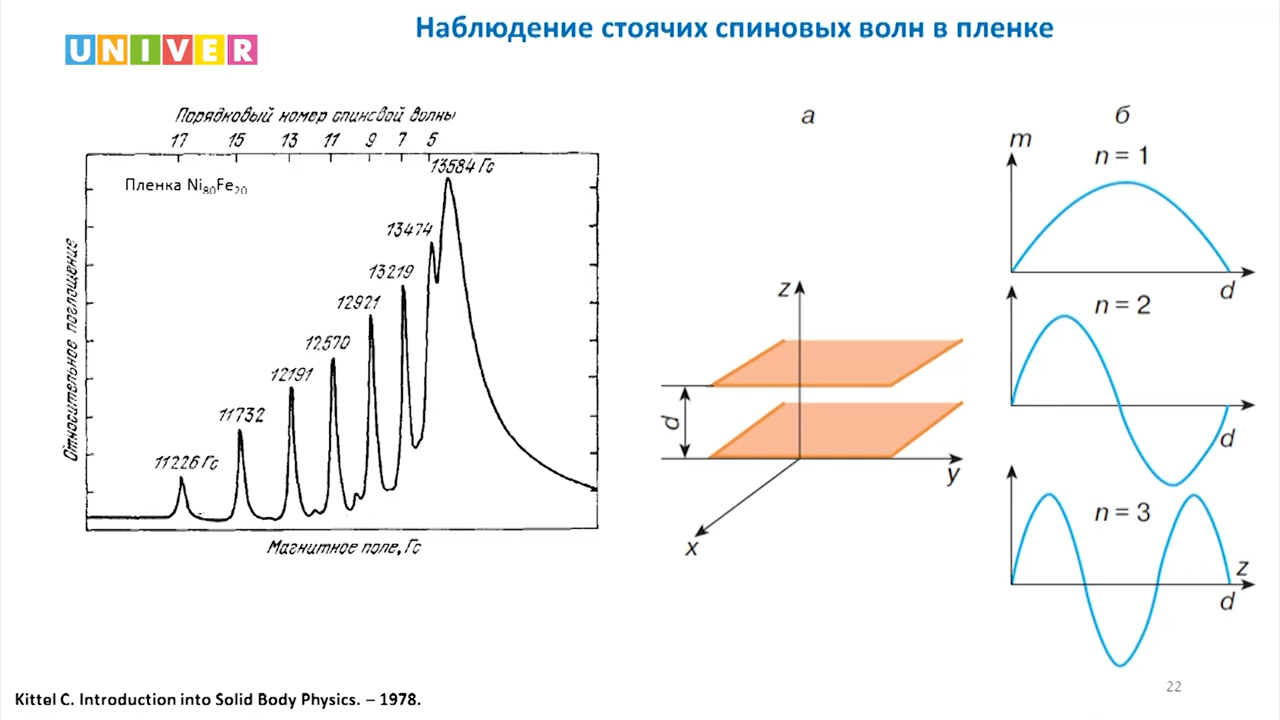 Наблюдение стоячих спиновых волн в пленке
UNIVER
Порядковый номер спиновой волны
17 15 13 11 9 7 5
13584 Гс
Пленка Ni80Fe20
13474
13219
12921
12570
12191
11732
11226 Гс
Относительное поглощение
Магнитное поле, Гс
а
z
d
y
x
б
m
n = 1
d
n = 2
d
n = 3
z
d
Kittel C. Introduction into Solid Body Physics. – 1978.
22